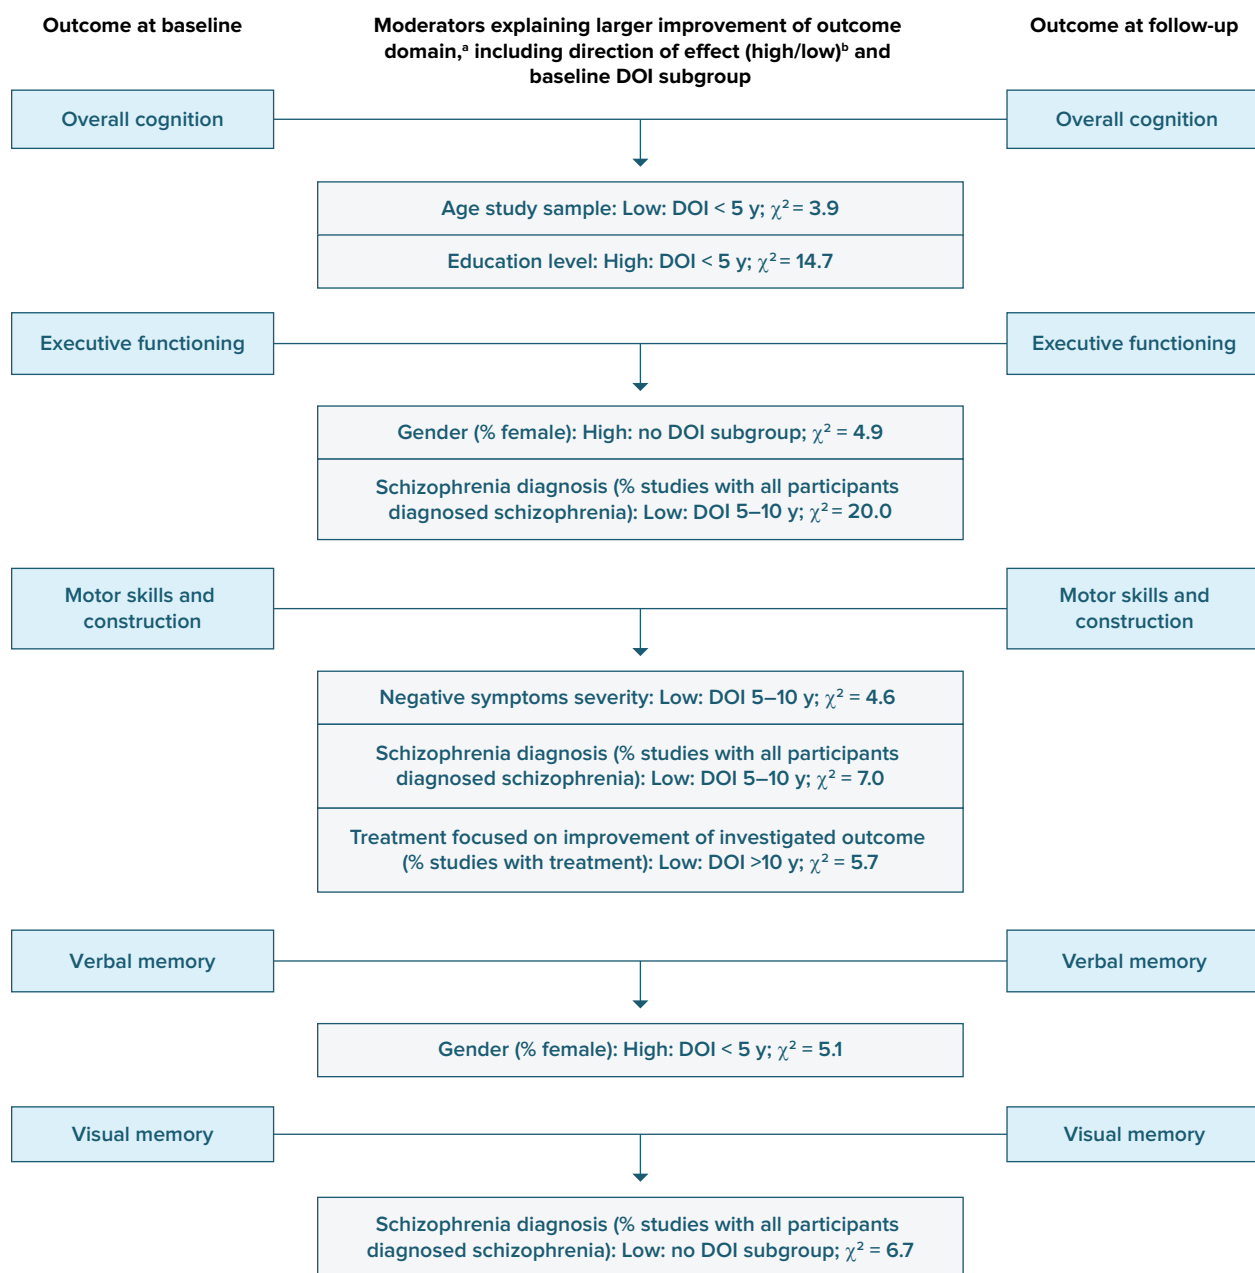 Outcome at baseline
Moderators explaining larger improvement of outcome
domain,ᵃ including direction of effect (high/low)ᵇ and
baseline DOI subgroup
Outcome at follow-up
Overall cognition
Overall cognition
Age study sample: Low: DOI < 5 y; χ² = 3.9
Education level: High: DOI < 5 y; χ² = 14.7
Executive functioning
Executive functioning
Gender (% female): High: no DOI subgroup; χ² = 4.9
Schizophrenia diagnosis (% studies with all participants
diagnosed schizophrenia): Low: DOI 5–10 y; χ² = 20.0
Motor skills and
construction
Motor skills and
construction
Negative symptoms severity: Low: DOI 5–10 y; χ² = 4.6
Schizophrenia diagnosis (% studies with all participants
diagnosed schizophrenia): Low: DOI 5–10 y; χ² = 7.0
Treatment focused on improvement of investigated outcome
(% studies with treatment): Low: DOI >10 y; χ² = 5.7
Verbal memory
Verbal memory
Gender (% female): High: DOI < 5 y; χ² = 5.1
Visual memory
Visual memory
Schizophrenia diagnosis (% studies with all participants
diagnosed schizophrenia): Low: no DOI subgroup; χ² = 6.7